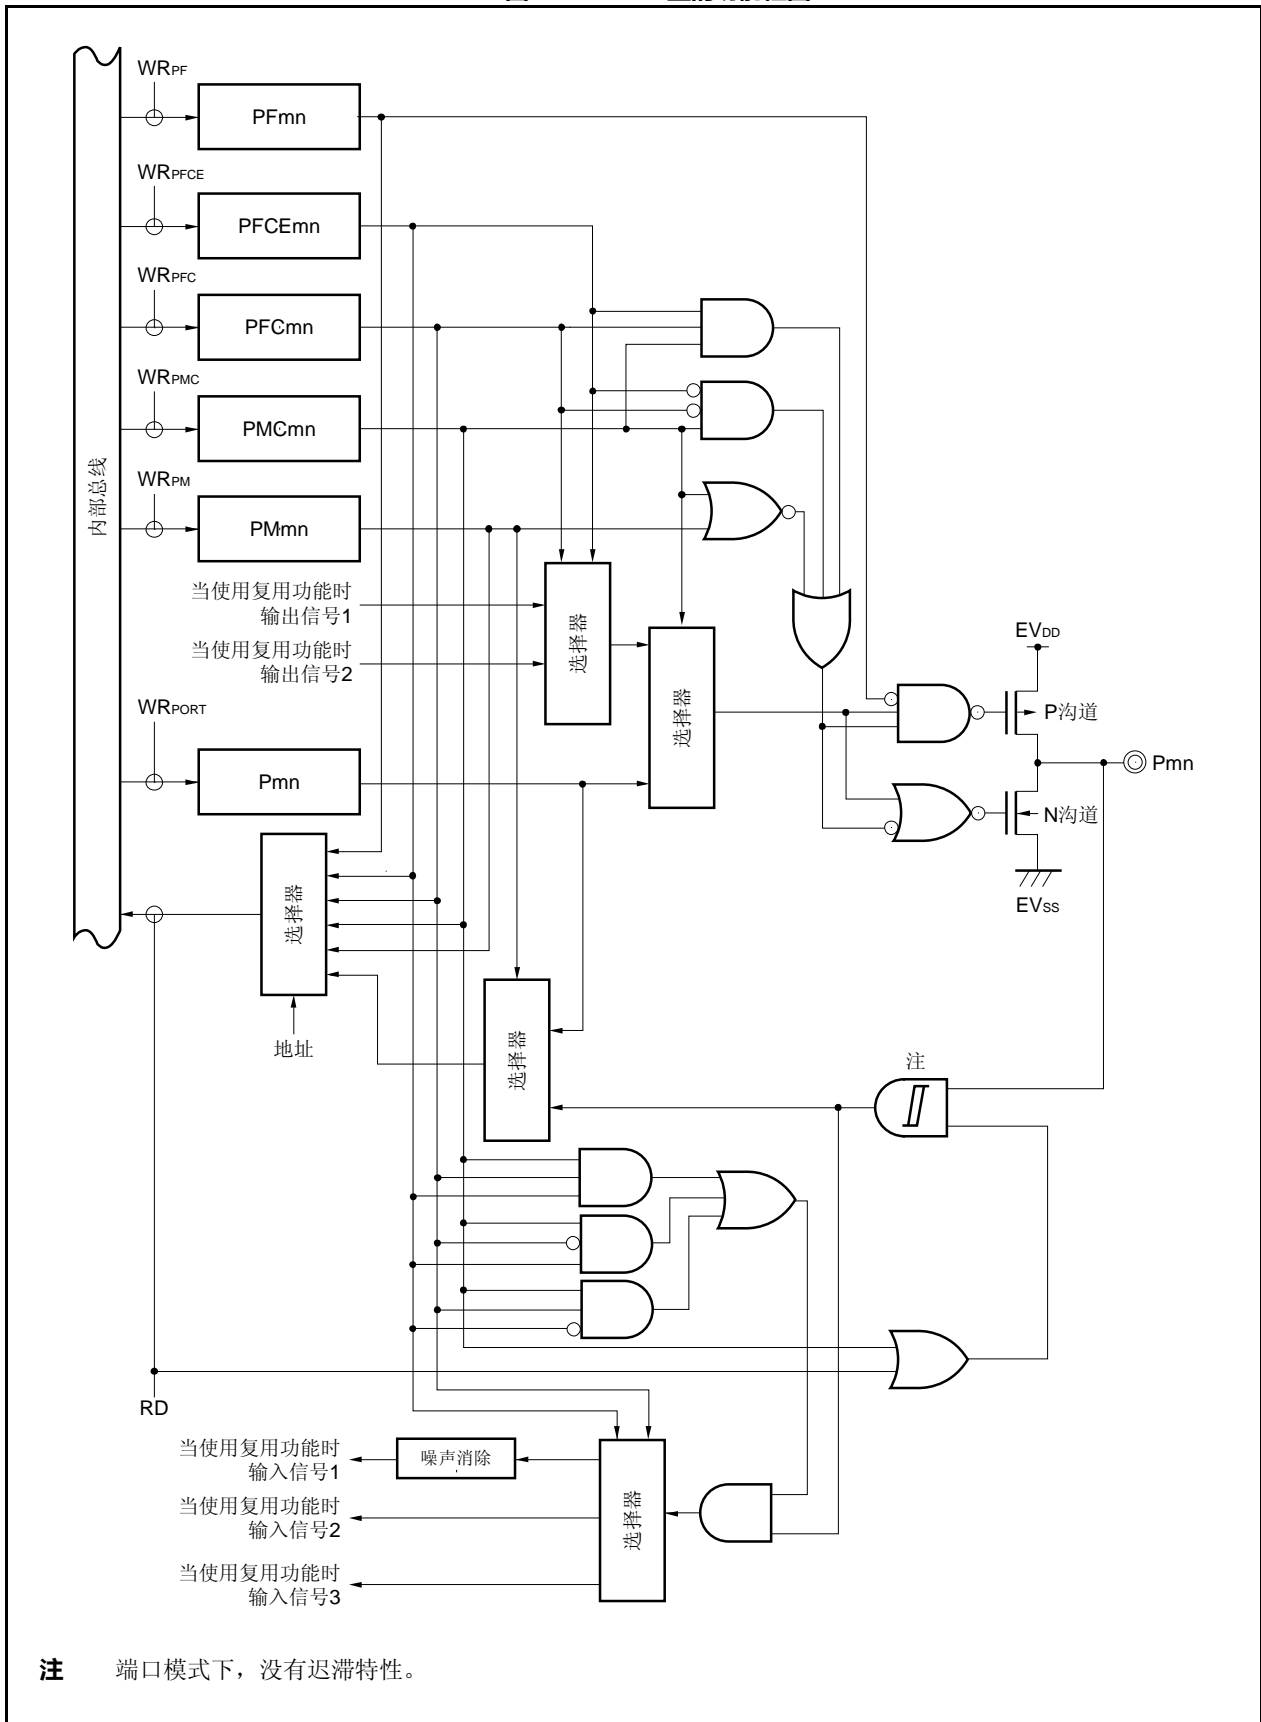 WRPF
PFmn
WRPFCE
PFCEmn
WRPFC
PFCmn
WRPMC
PMCmn
WRPM
PMmn
内部总线
当使用复用功能时
输出信号1
当使用复用功能时
输出信号2
选择器
选择器
WRPORT
Pmn
EVDD
P沟道
Pmn
N沟道
EVSS
选择器
地址
选择器
注
RD
当使用复用功能时
输入信号1
噪声消除
当使用复用功能时
输入信号2
选择器
当使用复用功能时
输入信号3
注 端口模式下，没有迟滞特性。